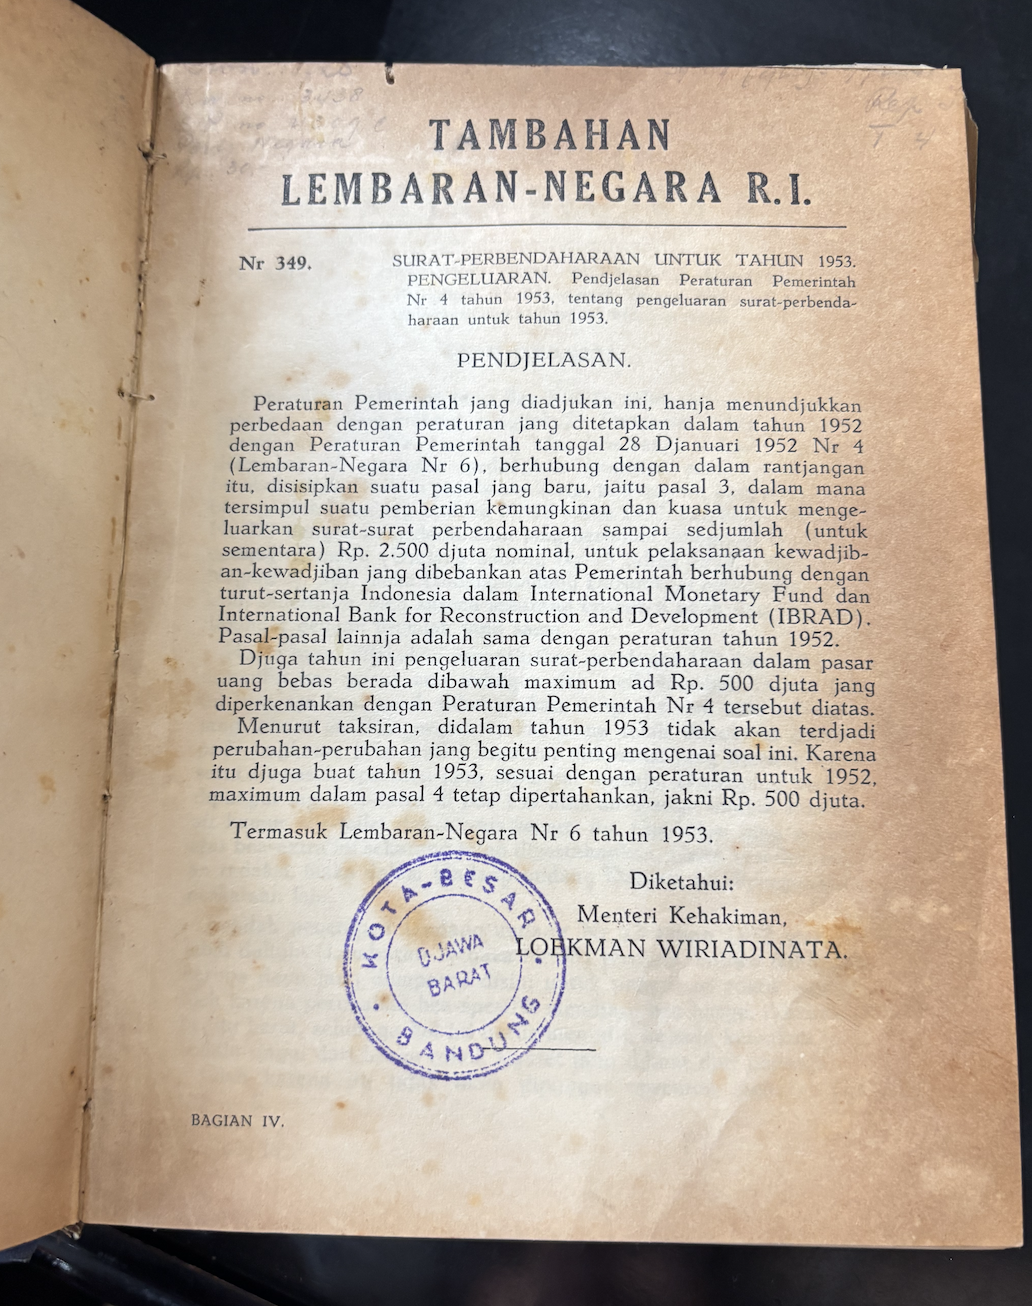 3438
TAMBAHAN
LEMBARAN-NEGARA R.I.
Nr 349.
SURAT-PERBENDAHARAAN UNTUK TAHUN 1953.
PENGELUARAN. Pendjelasan Peraturan Pemerintah
Nr 4 tahun 1953, tentang pengeluaran surat-perbenda-
haraan untuk tahun 1953.
PENDJELASAN.
Peraturan Pemerintah jang diadjukan ini, hanja menundjukkan
perbedaan dengan peraturan jang ditetapkan dalam tahun 1952
dengan Peraturan Pemerintah tanggal 28 Djanuari 1952 Nr 4
(Lembaran-Negara Nr 6), berhubung dengan dalam rantjangan
itu, disisipkan suatu pasal jang baru, jaitu pasal 3, dalam mana
tersimpul suatu pemberian kemungkinan dan kuasa untuk menge-
luarkan surat-surat perbendaharaan sampai sedjumlah (untuk
sementara) Rp. 2.500 djuta nominal, untuk pelaksanaan kewadjib-
an-kewadjiban jang dibebankan atas Pemerintah berhubung dengan
turut-sertanja Indonesia dalam International Monetary Fund dan
International Bank for Reconstruction and Development (IBRAD).
Pasal-pasal lainnja adalah sama dengan peraturan tahun 1952.
Djuga tahun ini pengeluaran surat-perbendaharaan dalam pasar
uang bebas berada dibawah maximum ad Rp. 500 djuta jang
diperkenankan dengan Peraturan Pemerintah Nr 4 tersebut diatas.
Menurut taksiran, didalam tahun 1953 tidak akan terdjadi
perubahan-perubahan jang begitu penting mengenai soal ini. Karena
itu djuga buat tahun 1953, sesuai dengan peraturan untuk 1952,
maximum dalam pasal 4 tetap dipertahankan, jakni Rp. 500 djuta.
Termasuk Lembaran-Negara Nr 6 tahun 1953.
Diketahui:
Menteri Kehakiman,
LOEKMAN WIRIADINATA.
KOTA-BESAR
DJAWA
BARAT
BANDUNG
BAGIAN IV.